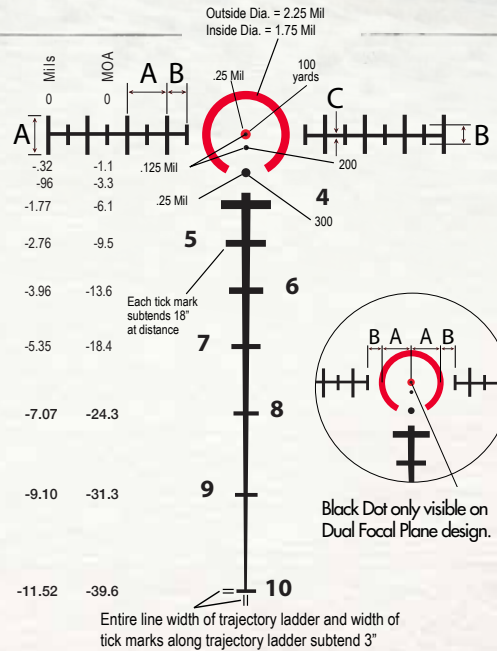 Outside Dia. = 2.25 Mil
Inside Dia. = 1.75 Mil
Mils
MOA
A
B
.25 Mil
100
yards
0
0
C
A
B
-.32
-1.1
.125 Mil
200
-96
-3.3
4
-1.77
-6.1
.25 Mil
300
-2.76
-9.5
5
-3.96
-13.6
6
Each tick mark
subtends 18"
at distance
-5.35
-18.4
7
B
A
A
B
-7.07
-24.3
8
-9.10
-31.3
9
Black Dot only visible on
Dual Focal Plane design.
-11.52
-39.6
10
Entire line width of trajectory ladder and width of
tick marks along trajectory ladder subtend 3”